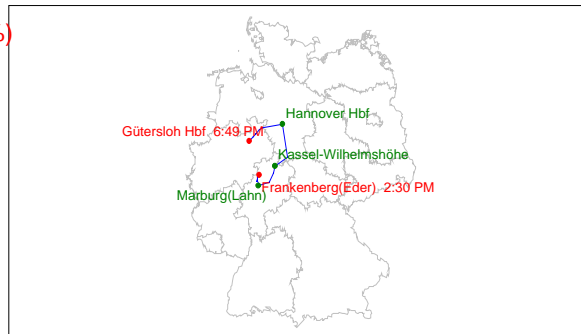 )
Hannover Hbf
Gütersloh Hbf 6:49 PM
Kassel-Wilhelmshöhe
Frankenberg(Eder) 2:30 PM
Marburg(Lahn)